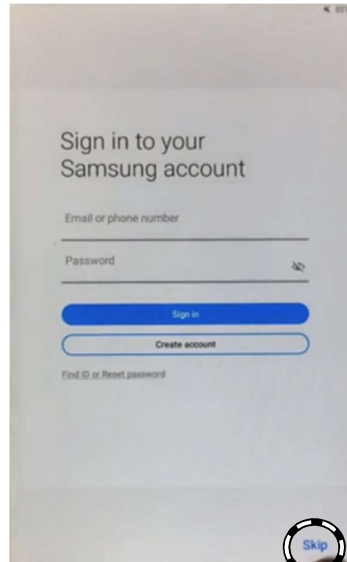 Sign in to your
Samsung account
Email or phone number
Password
Sign in
Create account
Find ID or Reset password
Skip